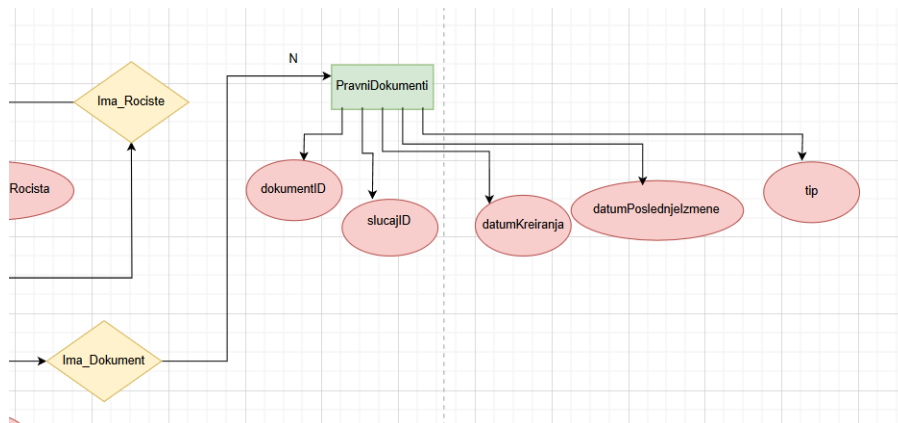 N
PravniDokumenti
Ima_Rociste
Rocista
dokumentID
slucajID
datumKreiranja
datumPoslednjeIzmene
tip
Ima_Dokument